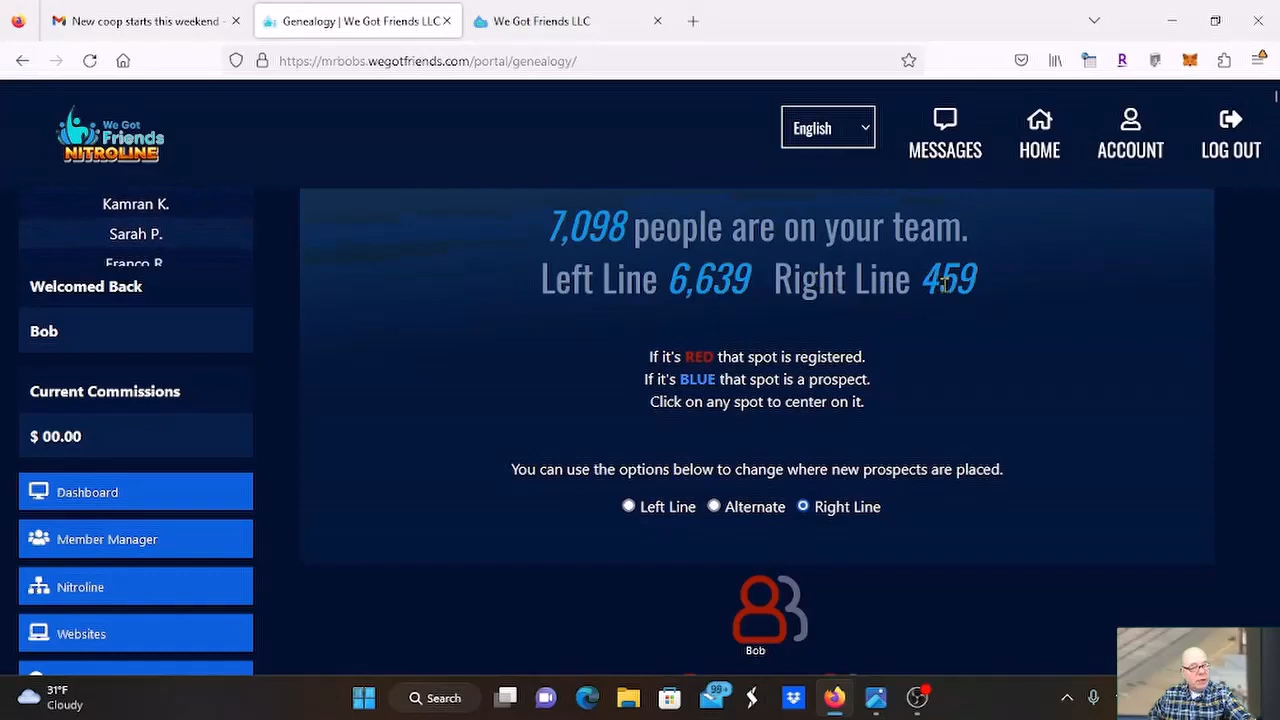 New coop starts this weekend -
Genealogy | We Got Friends LLC
We Got Friends LLC
https://mrbobs.wegotfriends.com/portal/genealogy/
We Got
Friends
NITROLINE
English
MESSAGES
HOME
ACCOUNT
LOG OUT
Kamran K.
Sarah P.
Franco R.
Welcomed Back
Bob
Current Commissions
$ 00.00
Dashboard
Member Manager
Nitroline
Websites
7,098 people are on your team.
Left Line 6,639 Right Line 459
If it's RED that spot is registered.
If it's BLUE that spot is a prospect.
Click on any spot to center on it.
You can use the options below to change where new prospects are placed.
Left Line Alternate Right Line
Bob
31°F
Cloudy
Search
99+